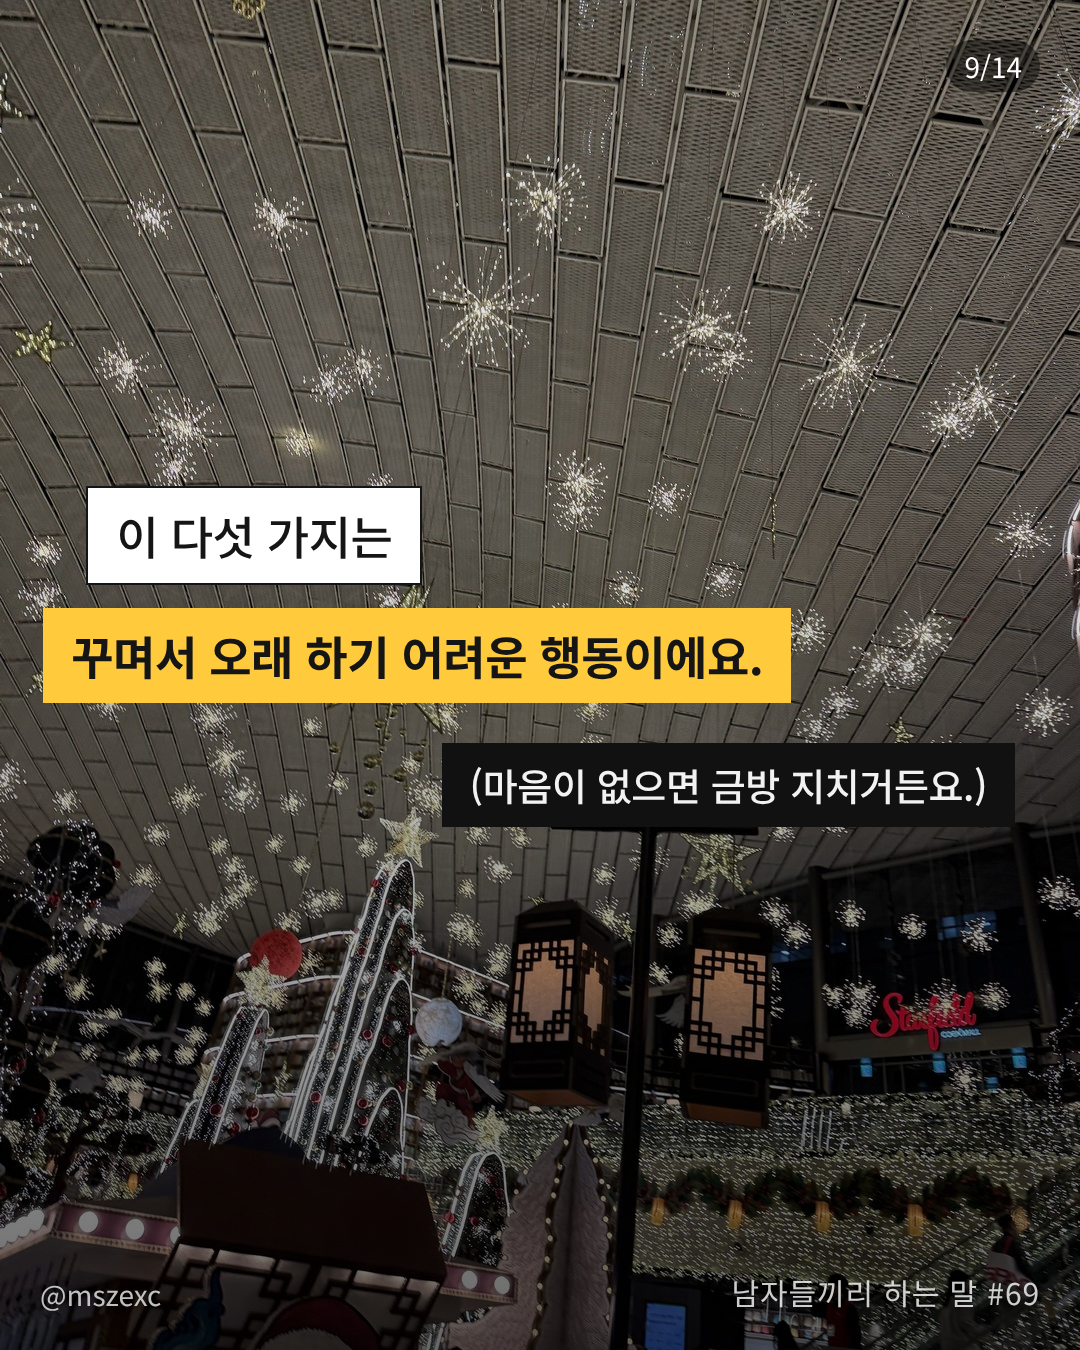 9/14
이 다섯 가지는
꾸며서 오래 하기 어려운 행동이에요.
(마음이 없으면 금방 지치거든요.)
Starfield
COEX MALL
@mszexc
남자들끼리 하는 말 #69